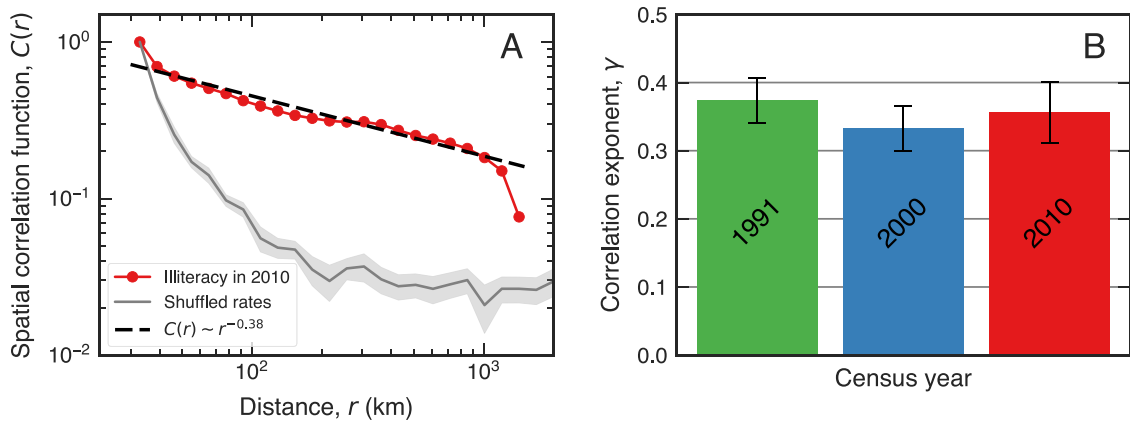 A
Spatial correlation function, C(r)
10⁰
10⁻¹
10⁻²
Illiteracy in 2010
Shuffled rates
C(r) ~ r⁻⁰·³⁸
10²
10³
Distance, r (km)
B
Correlation exponent, γ
0.5
0.4
0.3
0.2
0.1
0.0
1991
2000
2010
Census year